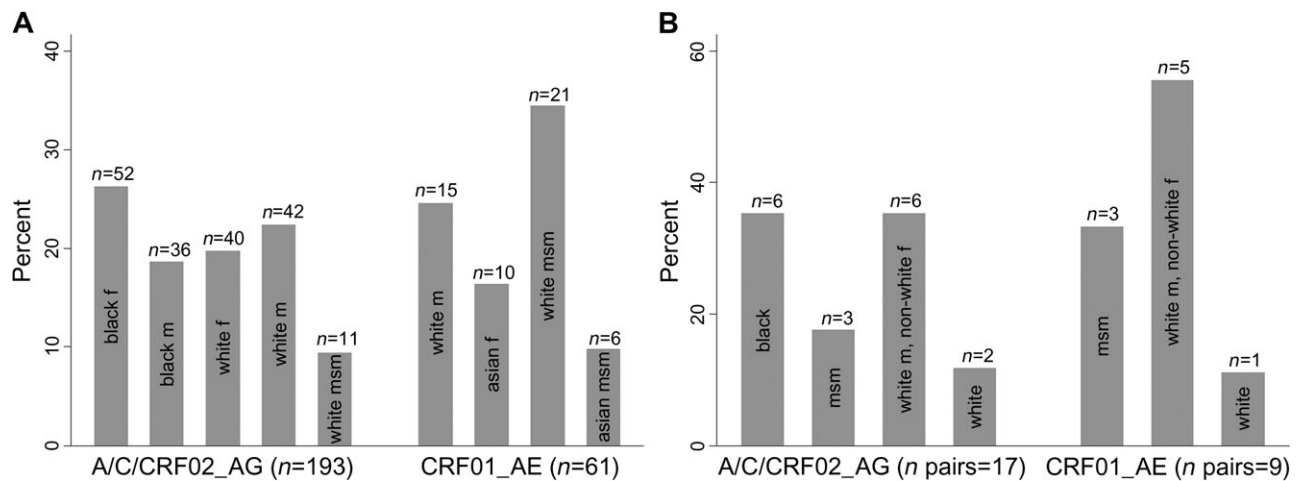 A
B
Percent
40
30
20
10
0
n=52
n=36
n=40
n=42
n=11
n=15
n=10
n=21
n=6
black f
black m
white f
white m
white msm
white m
asian f
white msm
asian msm
A/C/CRF02_AG (n=193)
CRF01_AE (n=61)
Percent
60
40
20
0
n=6
n=3
n=6
n=2
n=3
n=5
n=1
black
msm
white m, non-white f
white
msm
white m, non-white f
white
A/C/CRF02_AG (n pairs=17)
CRF01_AE (n pairs=9)